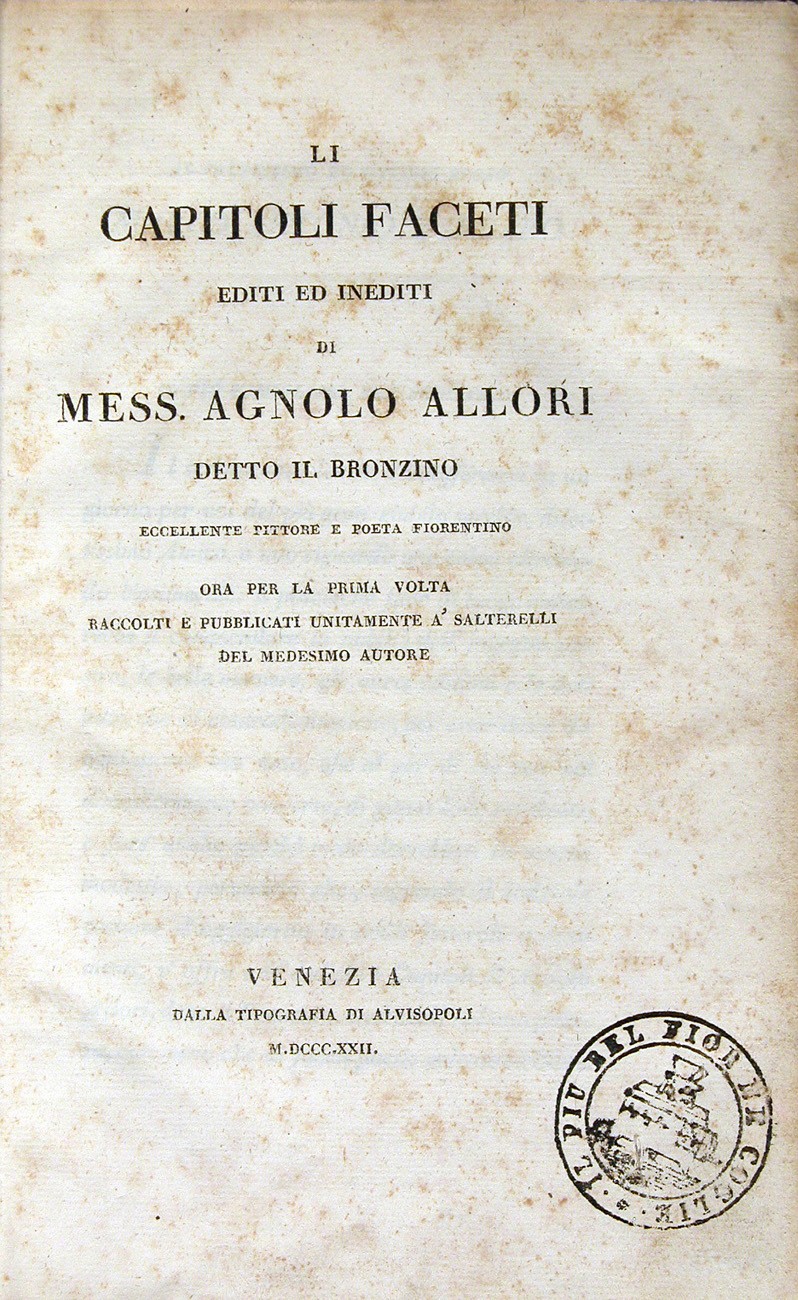 LI
CAPITOLI FACETI
EDITI ED INEDITI
DI
MESS. AGNOLO ALLORI
DETTO IL BRONZINO
ECCELLENTE PITTORE E POETA FIORENTINO
ORA PER LA PRIMA VOLTA
RACCOLTI E PUBBLICATI UNITAMENTE A' SALTERELLI
DEL MEDESIMO AUTORE
VENEZIA
DALLA TIPOGRAFIA DI ALVISOPOLI
M.DCCC.XXII.
IL PIU BEL FIOR NE COGLIE